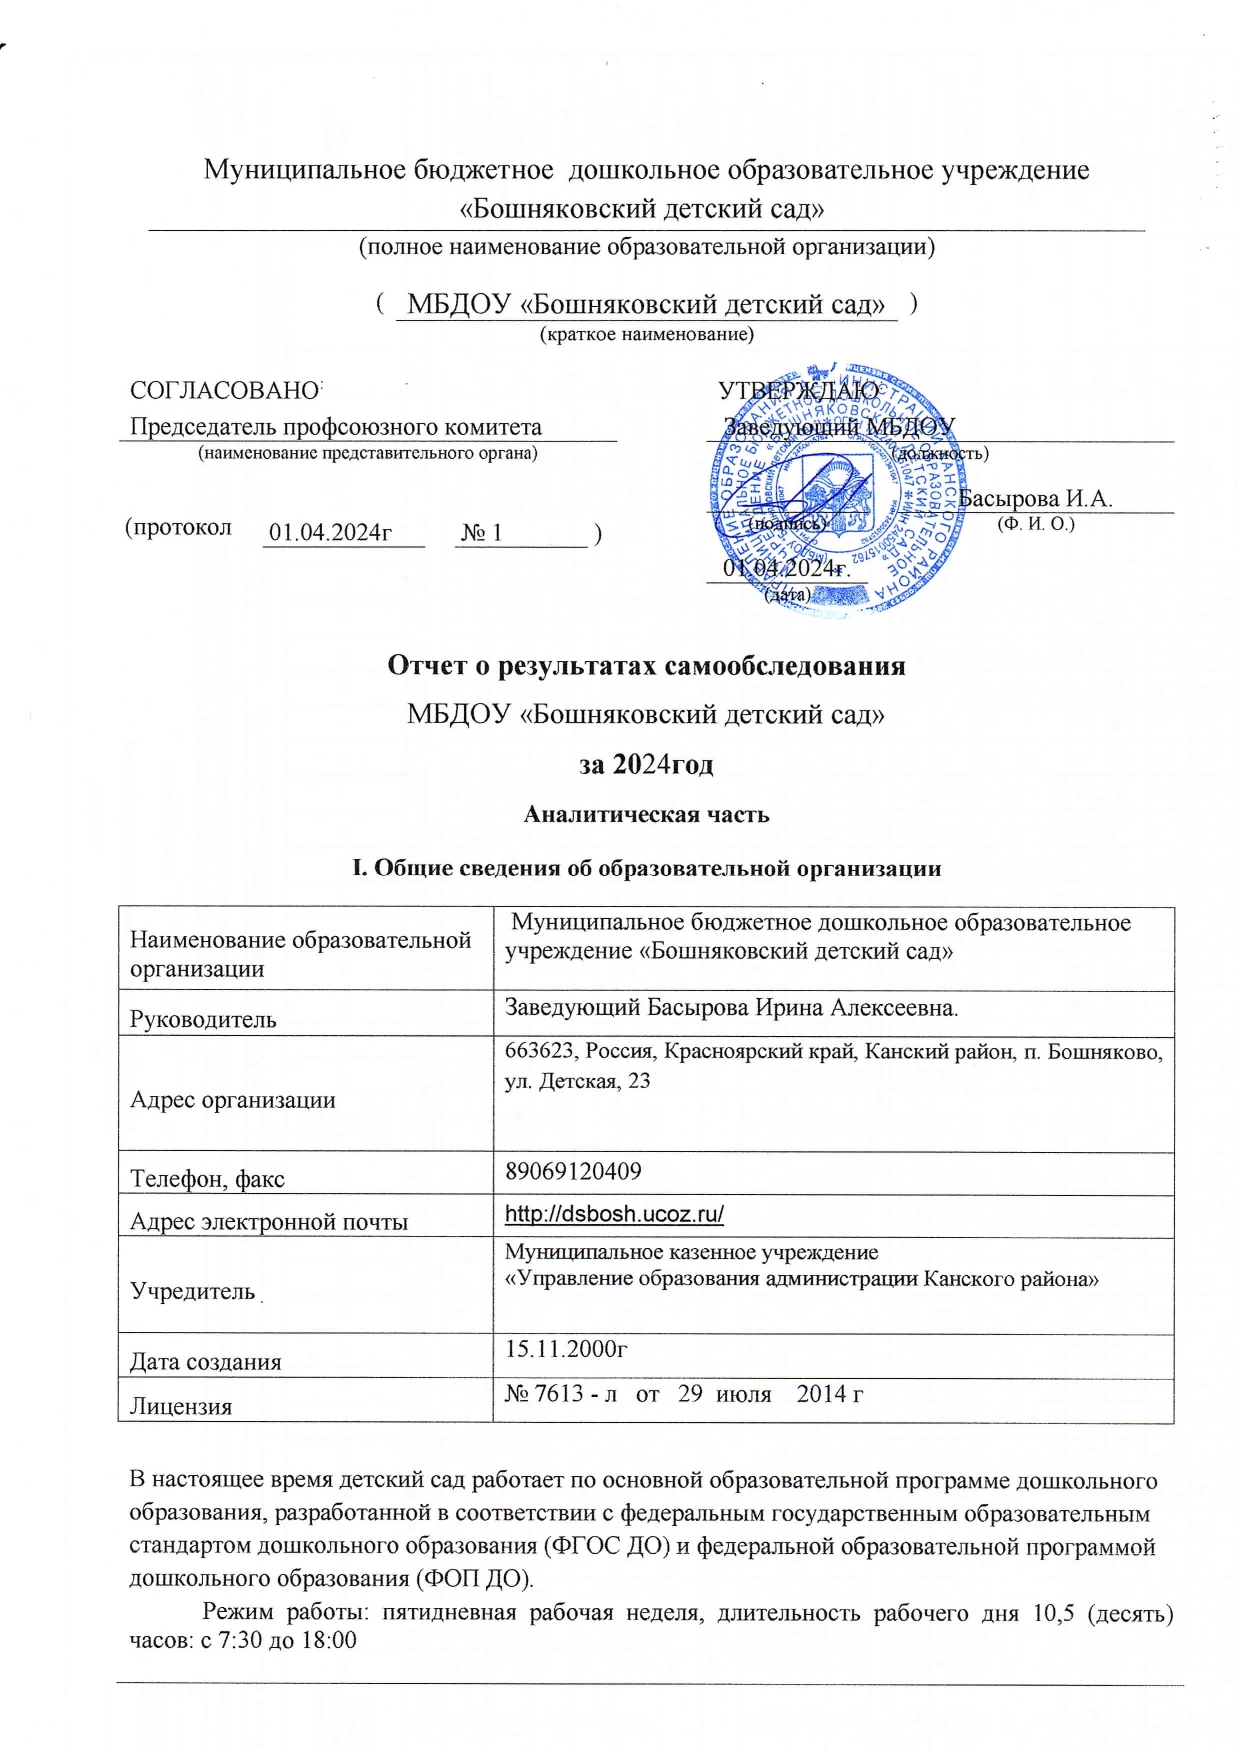 Муниципальное бюджетное дошкольное образовательное учреждение
«Бошняковский детский сад»
(полное наименование образовательной организации)
( МБДОУ «Бошняковский детский сад» )
(краткое наименование)
СОГЛАСОВАНО
Председатель профсоюзного комитета
(наименование представительного органа)
(протокол 01.04.2024г № 1 )
УТВЕРЖДАЮ
Заведующий МБДОУ
(должность)
Басырова И.А.
(подпись) (Ф. И. О.)
01.04.2024г.
(дата)
Отчет о результатах самообследования
МБДОУ «Бошняковский детский сад»
за 2024год
Аналитическая часть
I. Общие сведения об образовательной организации
Наименование образовательной
организации
Муниципальное бюджетное дошкольное образовательное
учреждение «Бошняковский детский сад»
Руководитель
Заведующий Басырова Ирина Алексеевна.
Адрес организации
663623, Россия, Красноярский край, Канский район, п. Бошняково,
ул. Детская, 23
Телефон, факс
89069120409
Адрес электронной почты
http://dsbosh.ucoz.ru/
Учредитель
Муниципальное казенное учреждение
«Управление образования администрации Канского района»
Дата создания
15.11.2000г
Лицензия
№ 7613 - л от 29 июля 2014 г
В настоящее время детский сад работает по основной образовательной программе дошкольного
образования, разработанной в соответствии с федеральным государственным образовательным
стандартом дошкольного образования (ФГОС ДО) и федеральной образовательной программой
дошкольного образования (ФОП ДО).
Режим работы: пятидневная рабочая неделя, длительность рабочего дня 10,5 (десять)
часов: с 7:30 до 18:00